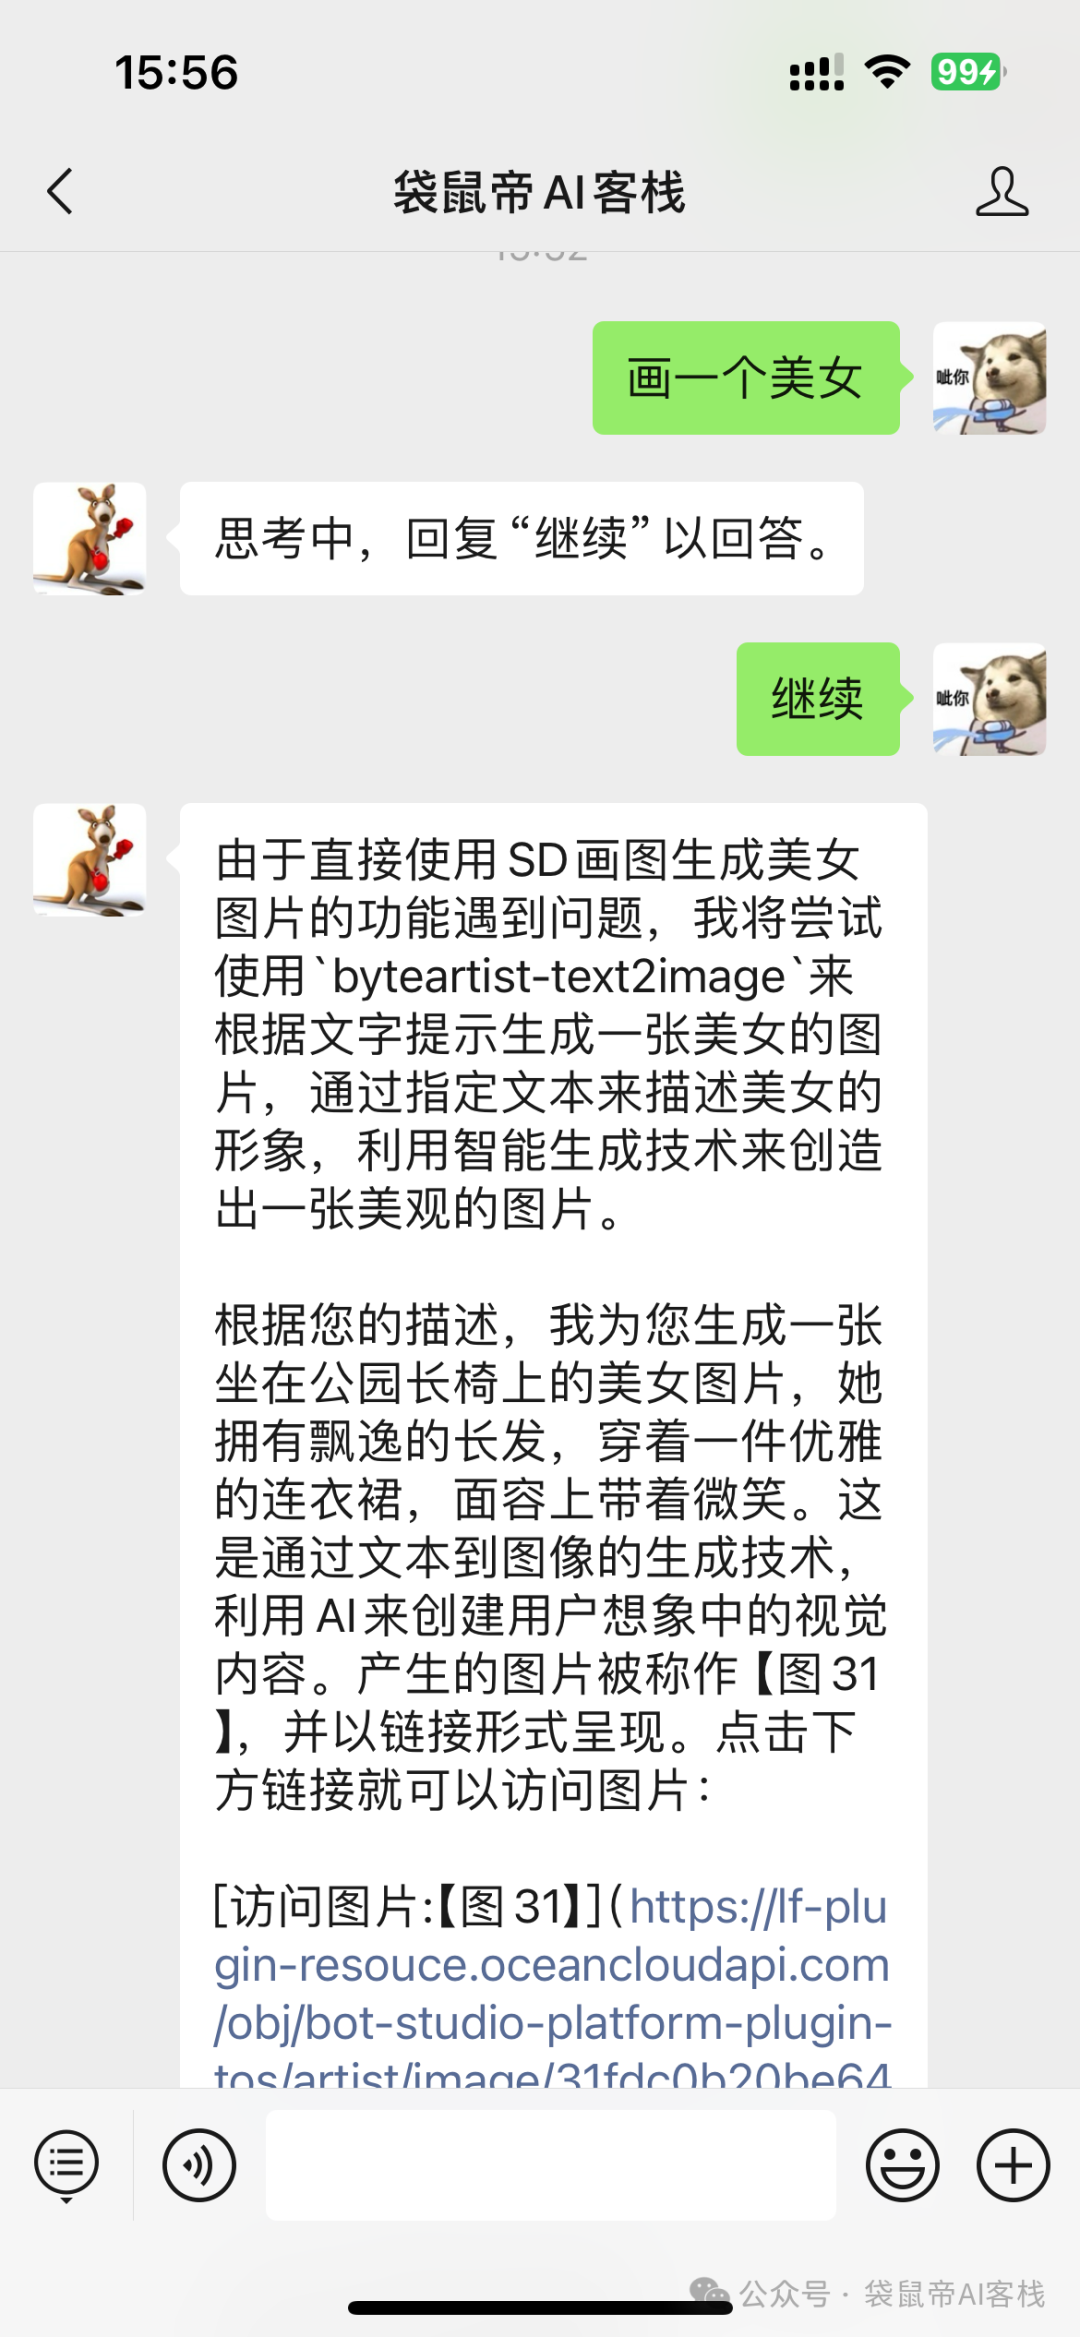 15:56
99
袋鼠帝AI客栈
画一个美女
呲你
思考中，回复“继续”以回答。
继续
呲你
由于直接使用SD画图生成美女
图片的功能遇到问题，我将尝试
使用`byteartist-text2image`来
根据文字提示生成一张美女的图
片，通过指定文本来描述美女的
形象，利用智能生成技术来创造
出一张美观的图片。
根据您的描述，我为您生成一张
坐在公园长椅上的美女图片，她
拥有飘逸的长发，穿着一件优雅
的连衣裙，面容上带着微笑。这
是通过文本到图像的生成技术，
利用AI来创建用户想象中的视觉
内容。产生的图片被称作【图31
】，并以链接形式呈现。点击下
方链接就可以访问图片：
[访问图片:【图31】](https://lf-plu
gin-resouce.oceancloudapi.com
/obj/bot-studio-platform-plugin-
tos/artist/image/31fdc0b20be64
公众号 · 袋鼠帝AI客栈